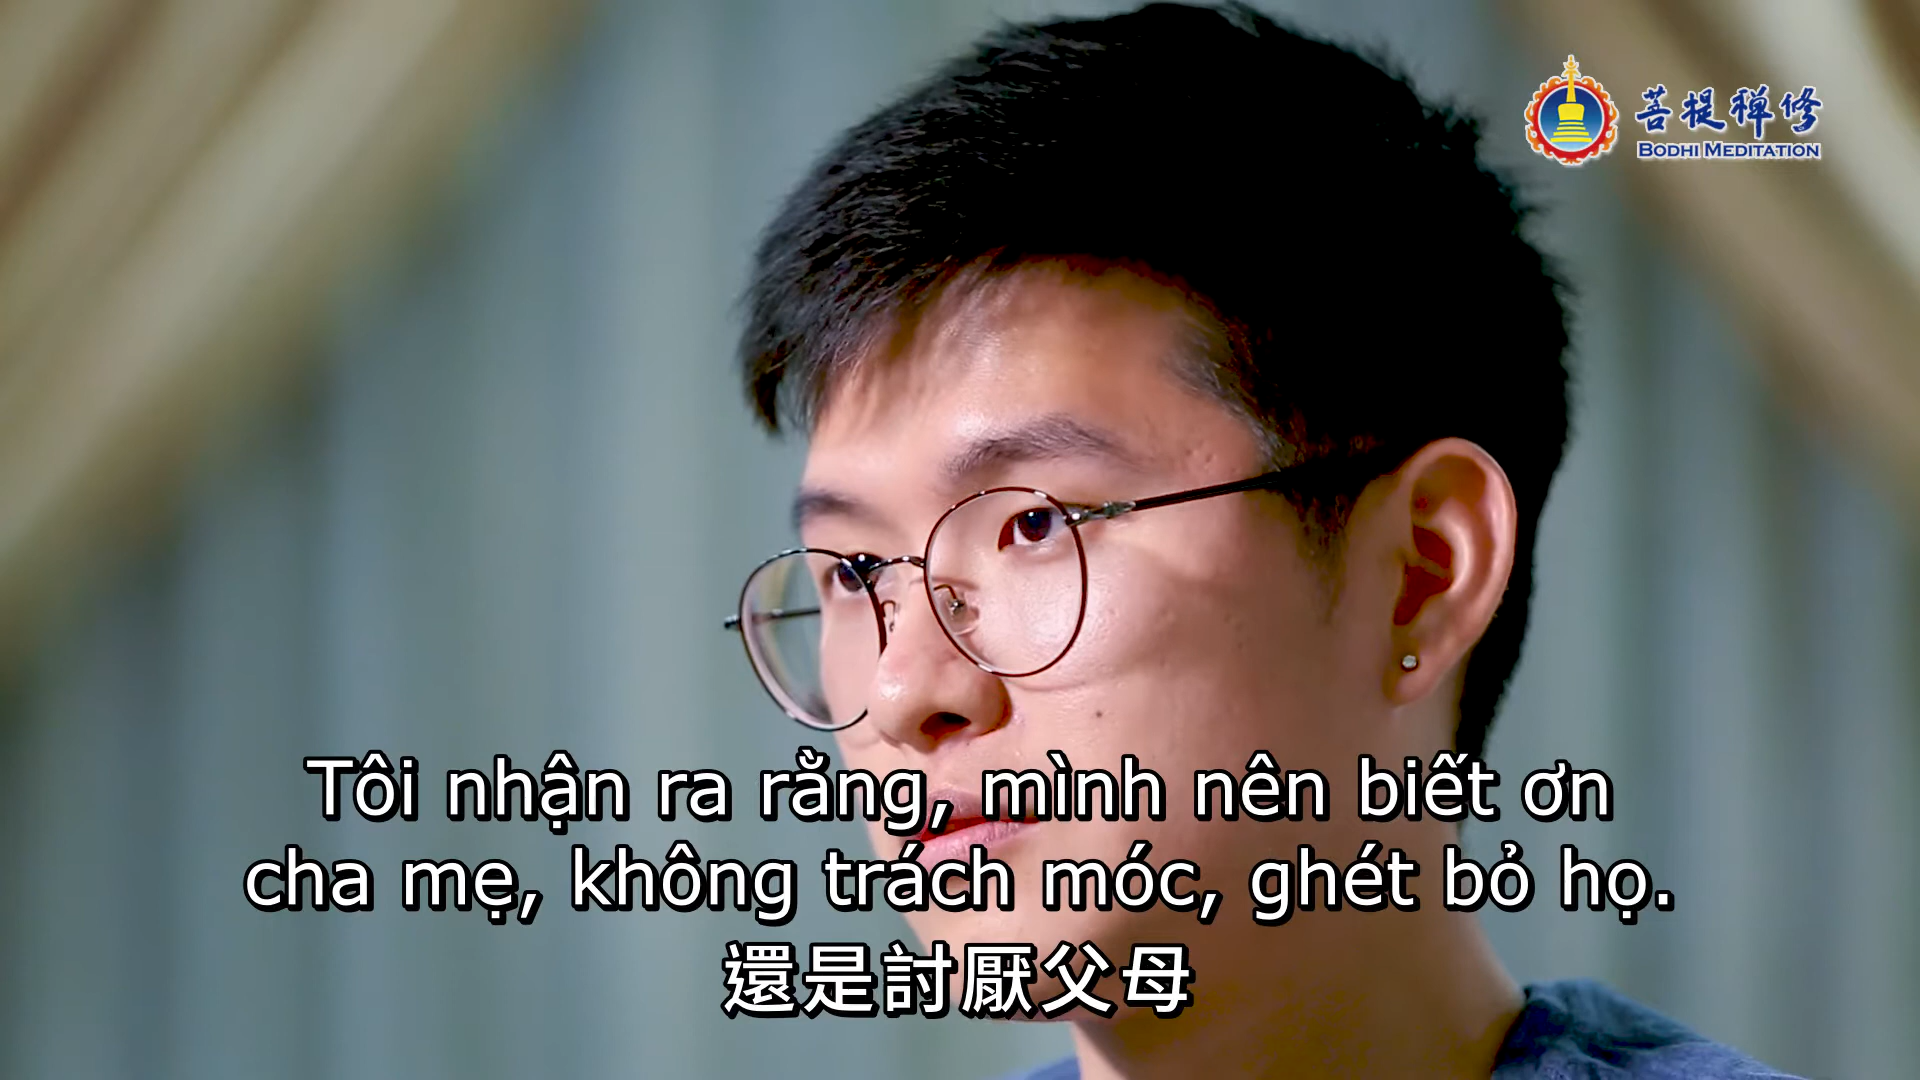 菩提禪修
BODHI MEDITATION
Tôi nhận ra rằng, mình nên biết ơn
cha mẹ, không trách móc, ghét bỏ họ.
還是討厭父母